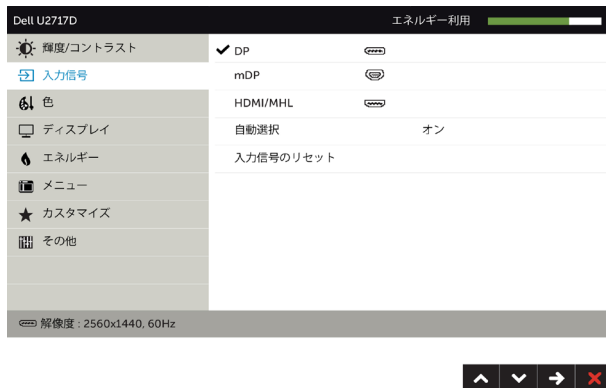 Dell U2717D エネルギー利用
輝度/コントラスト
入力信号
色
ディスプレイ
エネルギー
メニュー
カスタマイズ
その他
DP
mDP
HDMI/MHL
自動選択 オン
入力信号のリセット
解像度 : 2560x1440, 60Hz